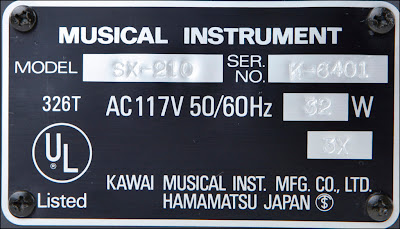 MUSICAL INSTRUMENT
MODEL SK-210 SER. NO. K-6401
326T AC117V 50/60Hz 32 W
3X
UL
Listed
KAWAI MUSICAL INST. MFG. CO., LTD.
HAMAMATSU JAPAN S